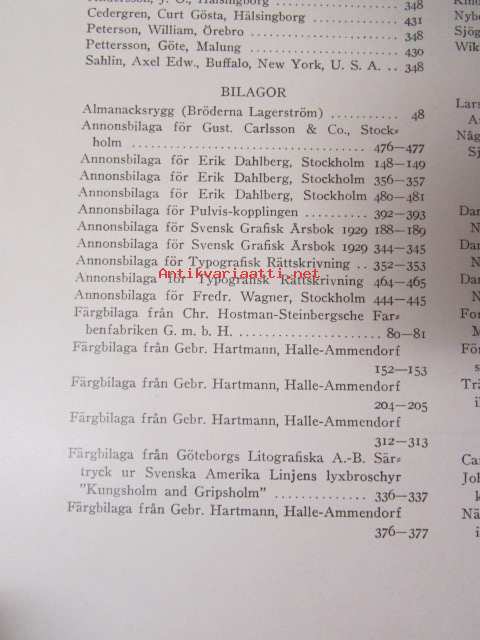 Andersson, J. O., Hälsingborg ........ 348
Cedergren, Curt Gösta, Hälsingborg .. 431
Peterson, William, Örebro ............ 348
Pettersson, Göte, Malung ............ 430
Sahlin, Axel Edw., Buffalo, New York, U. S. A. .. 348
BILAGOR
Almanacksrygg (Bröderna Lagerström) ........... 48
Annonsbilaga för Gust. Carlsson & Co., Stock-
holm ................................... 476—477
Annonsbilaga för Erik Dahlberg, Stockholm 148—149
Annonsbilaga för Erik Dahlberg, Stockholm 356—357
Annonsbilaga för Erik Dahlberg, Stockholm 480—481
Annonsbilaga för Pulvis-kopplingen .......... 392—393
Annonsbilaga för Svensk Grafisk Årsbok 1929 188—189
Annonsbilaga för Svensk Grafisk Årsbok 1929 344—345
Annonsbilaga för Typografisk Rättskrivning .. 352—353
Antikvariaatti.net
Annonsbilaga för Typografisk Rättskrivning 464—465
Annonsbilaga för Fredr. Wagner, Stockholm 444—445
Färgbilaga från Chr. Hostman-Steinbergsche Far-
benfabriken G. m. b. H. .................... 80—81
Färgbilaga från Gebr. Hartmann, Halle-Ammendorf
152—153
Färgbilaga från Gebr. Hartmann, Halle-Ammendorf
204—205
Färgbilaga från Gebr. Hartmann, Halle-Ammendorf
312—313
Färgbilaga från Göteborgs Litografiska A.-B. Sär-
tryck ur Svenska Amerika Linjens lyxbroschyr
"Kungsholm and Gripsholm" .............. 336—337
Färgbilaga från Gebr. Hartmann, Halle-Ammendorf
376—377